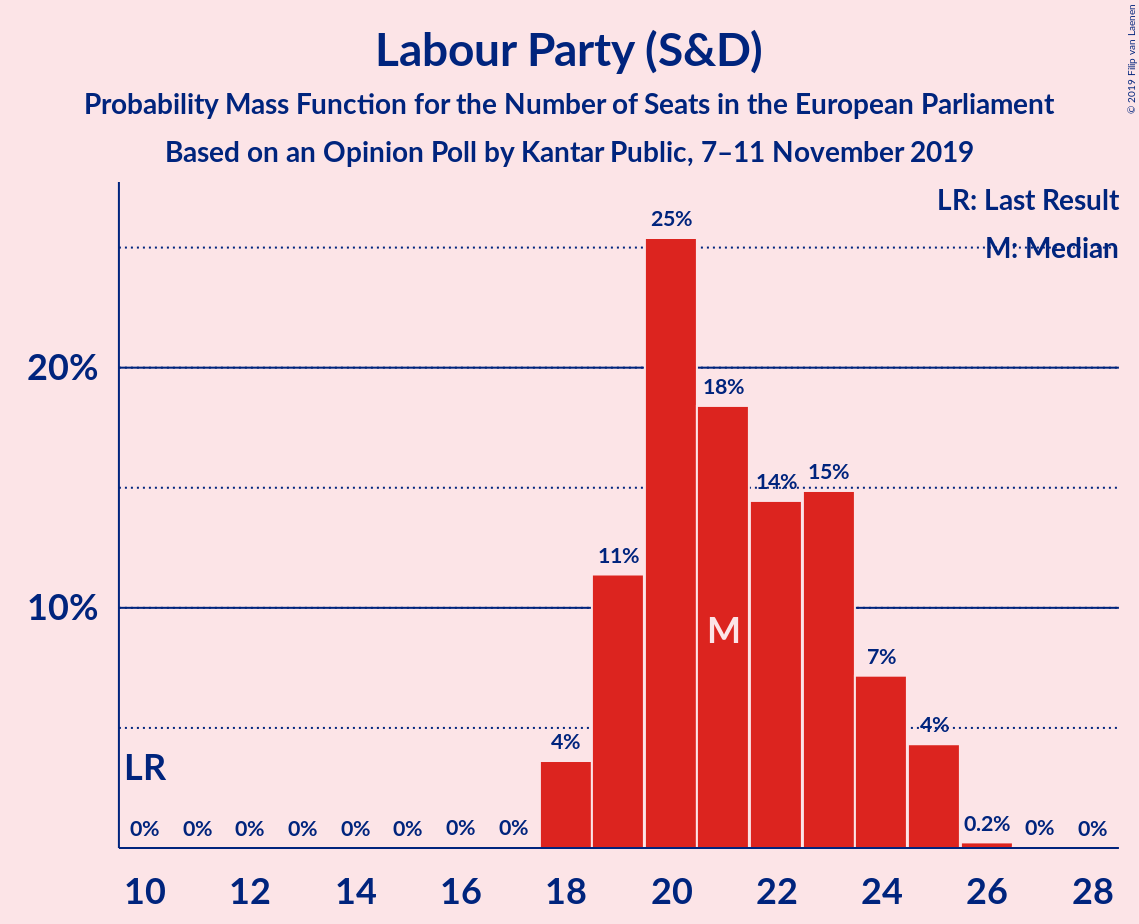 Labour Party (S&D)
Probability Mass Function for the Number of Seats in the European Parliament
Based on an Opinion Poll by Kantar Public, 7–11 November 2019
© 2019 Filip van Laenen
LR: Last Result
M: Median
25%
20%
18%
15%
14%
11%
10%
M
7%
4%
4%
LR
0% 0% 0% 0% 0% 0% 0% 0% 0.2% 0% 0%
10 12 14 16 18 20 22 24 26 28